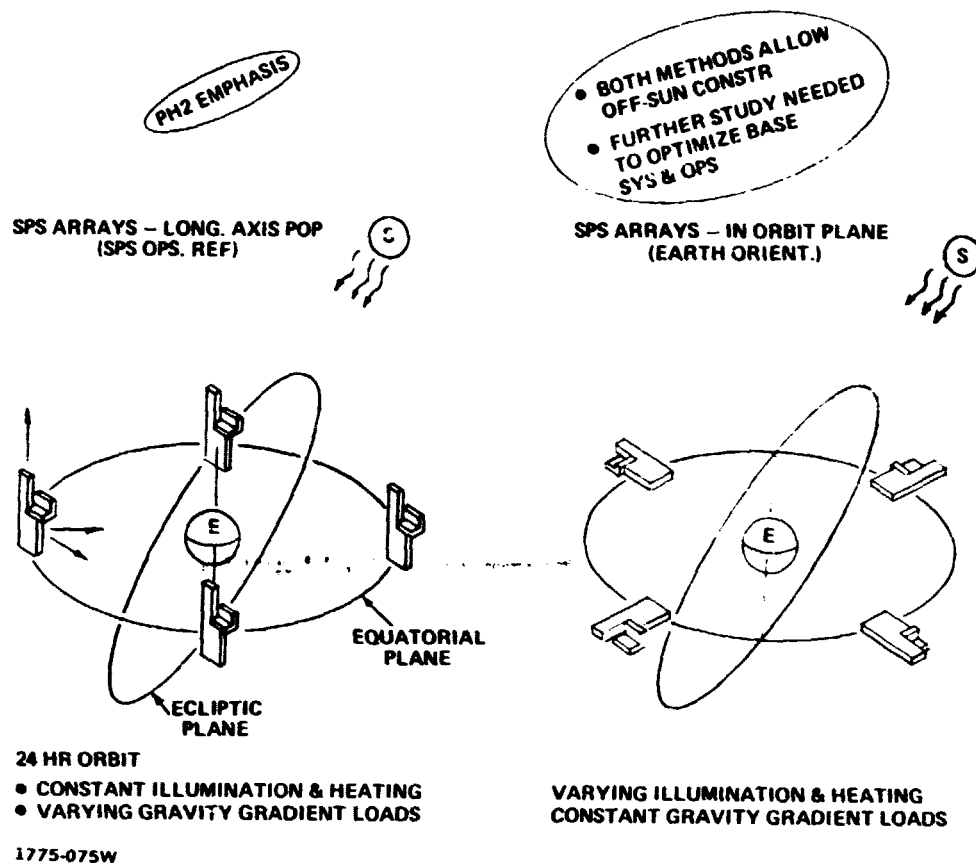 PH2 EMPHASIS
• BOTH METHODS ALLOW
OFF-SUN CONSTR
• FURTHER STUDY NEEDED
TO OPTIMIZE BASE
SYS & OPS
SPS ARRAYS – LONG. AXIS POP
(SPS OPS. REF)
SPS ARRAYS – IN ORBIT PLANE
(EARTH ORIENT.)
S
E
E
EQUATORIAL
PLANE
ECLIPTIC
PLANE
24 HR ORBIT
• CONSTANT ILLUMINATION & HEATING
• VARYING GRAVITY GRADIENT LOADS
VARYING ILLUMINATION & HEATING
CONSTANT GRAVITY GRADIENT LOADS
1775-075W